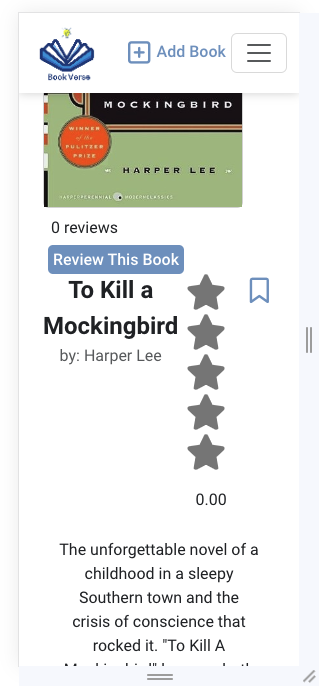 Book Verse
Add Book
MOCKINGBIRD
WINNER
of the
PULITZER
PRIZE
HARPER LEE
HARPERPERENNIAL MODERNCLASSICS
0 reviews
Review This Book
To Kill a
Mockingbird
by: Harper Lee
0.00
The unforgettable novel of a
childhood in a sleepy
Southern town and the
crisis of conscience that
rocked it. "To Kill A